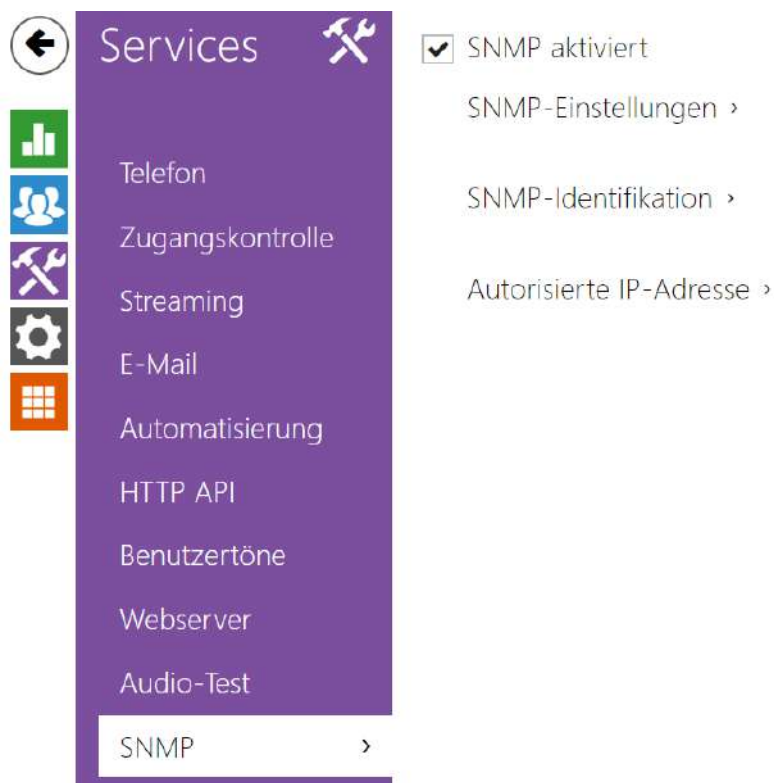 Services
Telefon
Zugangskontrolle
Streaming
E-Mail
Automatisierung
HTTP API
Benutzertöne
Webserver
Audio-Test
SNMP ›
SNMP aktiviert
SNMP-Einstellungen ›
SNMP-Identifikation ›
Autorisierte IP-Adresse ›